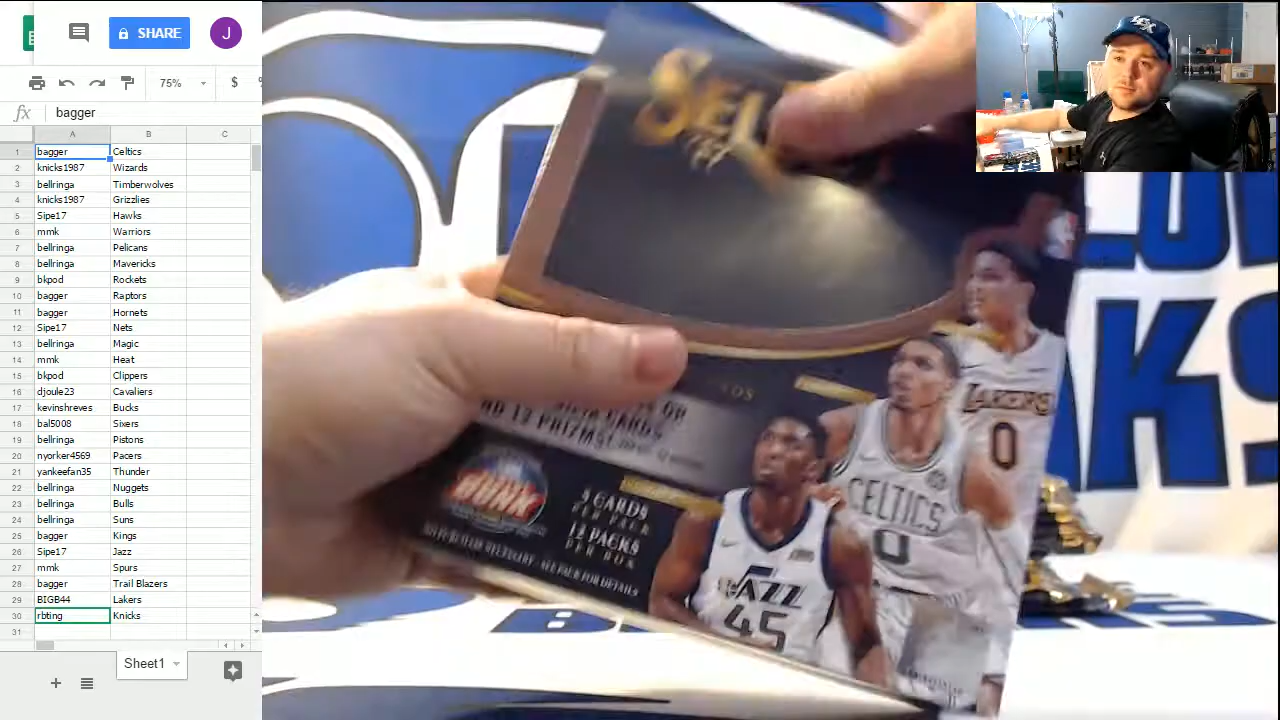 SHARE
J
75%
$
fx
bagger
A B C
1 bagger Celtics
2 knicks1987 Wizards
3 bellringa Timberwolves
4 knicks1987 Grizzlies
5 Sipe17 Hawks
6 mmk Warriors
7 bellringa Pelicans
8 bellringa Mavericks
9 bkpod Rockets
10 bagger Raptors
11 bagger Hornets
12 Sipe17 Nets
13 bellringa Magic
14 mmk Heat
15 bkpod Clippers
16 djoule23 Cavaliers
17 kevinshreves Bucks
18 bal5008 Sixers
19 bellringa Pistons
20 nyorker4569 Pacers
21 yankeefan35 Thunder
22 bellringa Nuggets
23 bellringa Bulls
24 bellringa Suns
25 bagger Kings
26 Sipe17 Jazz
27 mmk Spurs
28 bagger Trail Blazers
29 BIGB44 Lakers
30 rbting Knicks
31
Sheet1
SEL
CARDS
12 PRIZMS
DUNK
5 CARDS
PER PACK
12 PACKS
PER BOX
LAKERS
0
CELTICS
0
JAZZ
45